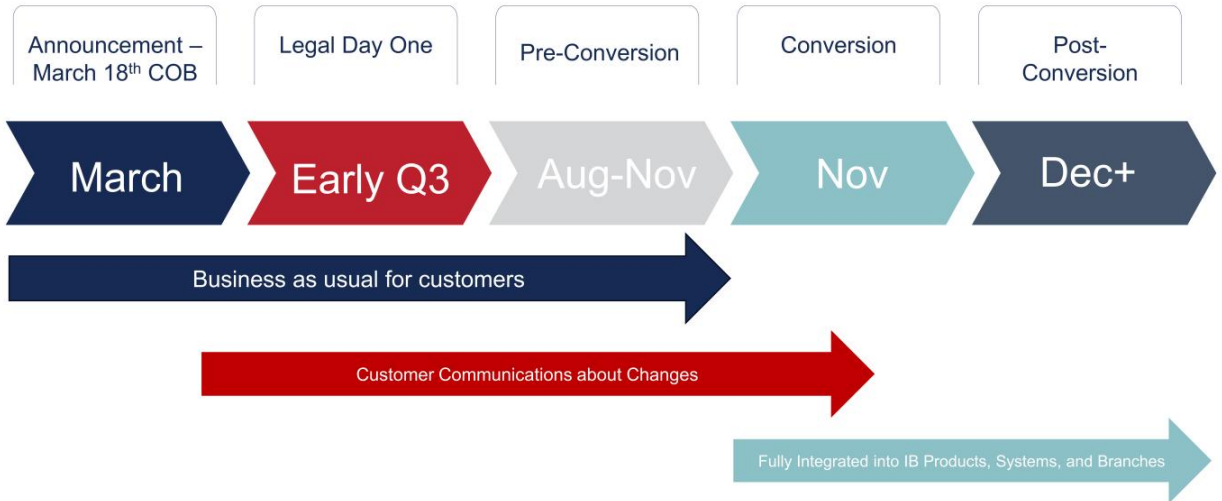 Announcement –
March 18th COB
Legal Day One
Pre-Conversion
Conversion
Post-
Conversion
March
Early Q3
Aug-Nov
Nov
Dec+
Business as usual for customers
Customer Communications about Changes
Fully Integrated into IB Products, Systems, and Branches